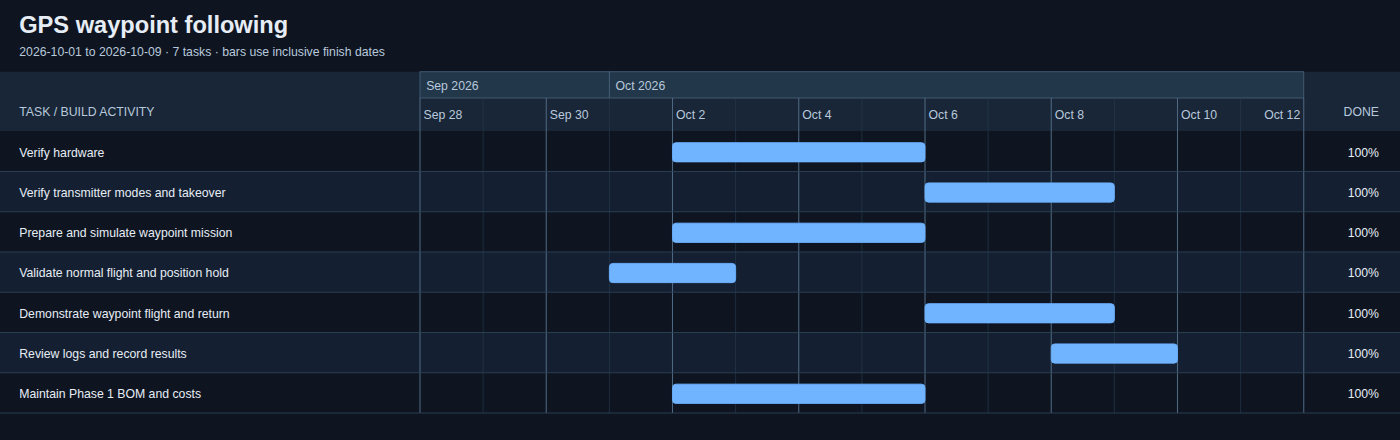 GPS waypoint following
2026-10-01 to 2026-10-09 · 7 tasks · bars use inclusive finish dates
Sep 2026 Oct 2026
TASK / BUILD ACTIVITY Sep 28 Sep 30 Oct 2 Oct 4 Oct 6 Oct 8 Oct 10 Oct 12 DONE
Verify hardware 100%
Verify transmitter modes and takeover 100%
Prepare and simulate waypoint mission 100%
Validate normal flight and position hold 100%
Demonstrate waypoint flight and return 100%
Review logs and record results 100%
Maintain Phase 1 BOM and costs 100%